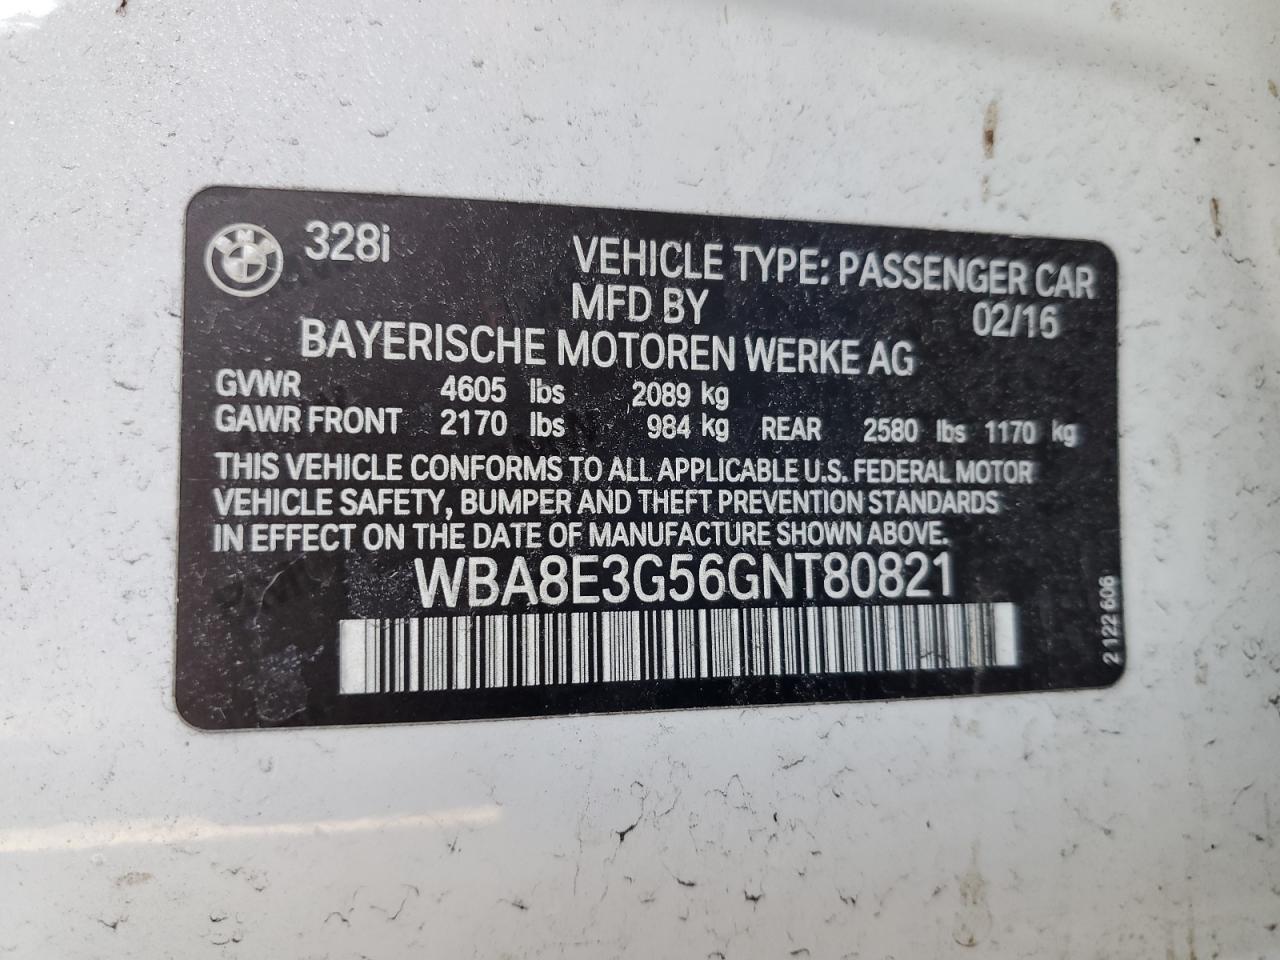 BMW 328i
VEHICLE TYPE: PASSENGER CAR
MFD BY 02/16
BAYERISCHE MOTOREN WERKE AG
GVWR 4605 lbs 2089 kg
GAWR FRONT 2170 lbs 984 kg REAR 2580 lbs 1170 kg
THIS VEHICLE CONFORMS TO ALL APPLICABLE U.S. FEDERAL MOTOR
VEHICLE SAFETY, BUMPER AND THEFT PREVENTION STANDARDS
IN EFFECT ON THE DATE OF MANUFACTURE SHOWN ABOVE.
WBA8E3G56GNT80821
2 122 606